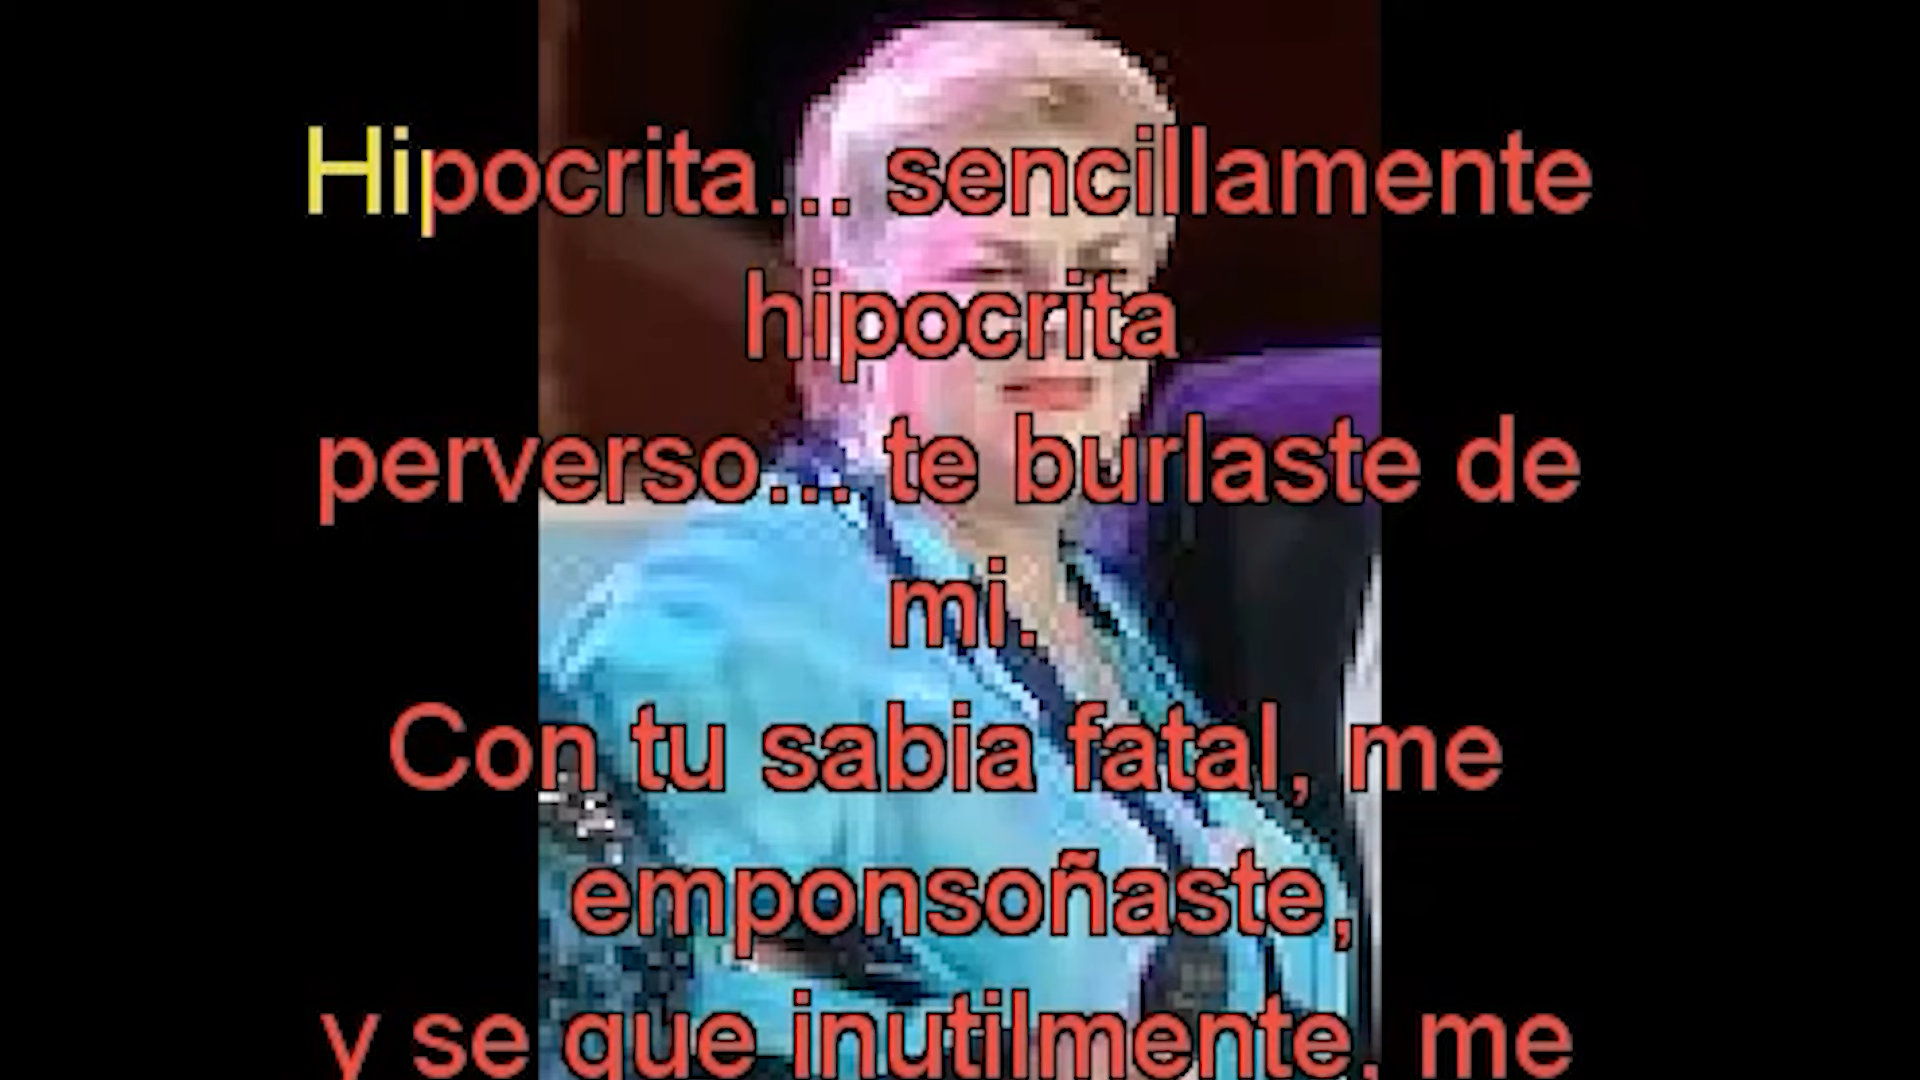 Hipocrita... sencillamente
hipocrita
perverso... te burlaste de
mi.
Con tu sabia fatal, me
emponsoñaste,
y se que inutilmente, me